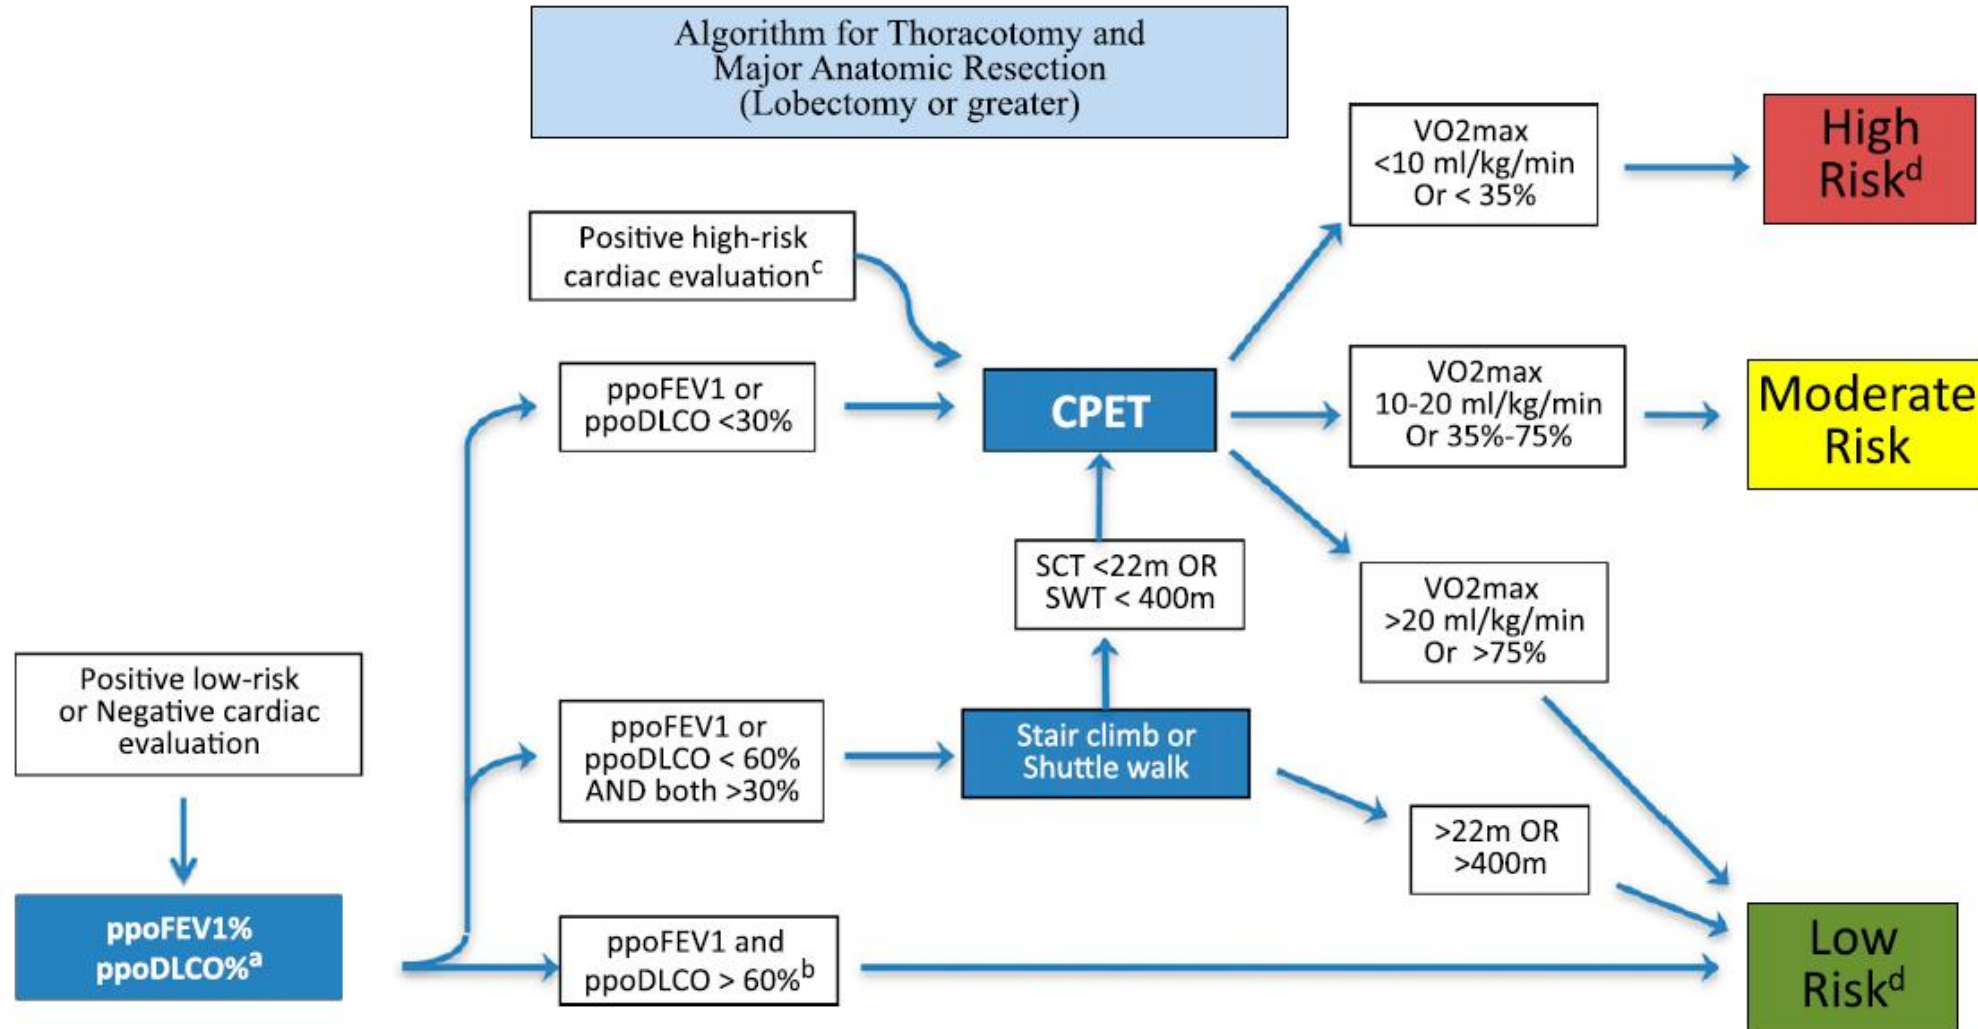 Algorithm for Thoracotomy and
Major Anatomic Resection
(Lobectomy or greater)
VO2max
<10 ml/kg/min
Or < 35%
High
Riskᵈ
Positive high-risk
cardiac evaluationᶜ
ppoFEV1 or
ppoDLCO <30%
CPET
VO2max
10-20 ml/kg/min
Or 35%-75%
Moderate
Risk
SCT <22m OR
SWT < 400m
VO2max
>20 ml/kg/min
Or >75%
Positive low-risk
or Negative cardiac
evaluation
ppoFEV1 or
ppoDLCO < 60%
AND both >30%
Stair climb or
Shuttle walk
>22m OR
>400m
ppoFEV1%
ppoDLCO%ᵃ
ppoFEV1 and
ppoDLCO > 60%ᵇ
Low
Riskᵈ